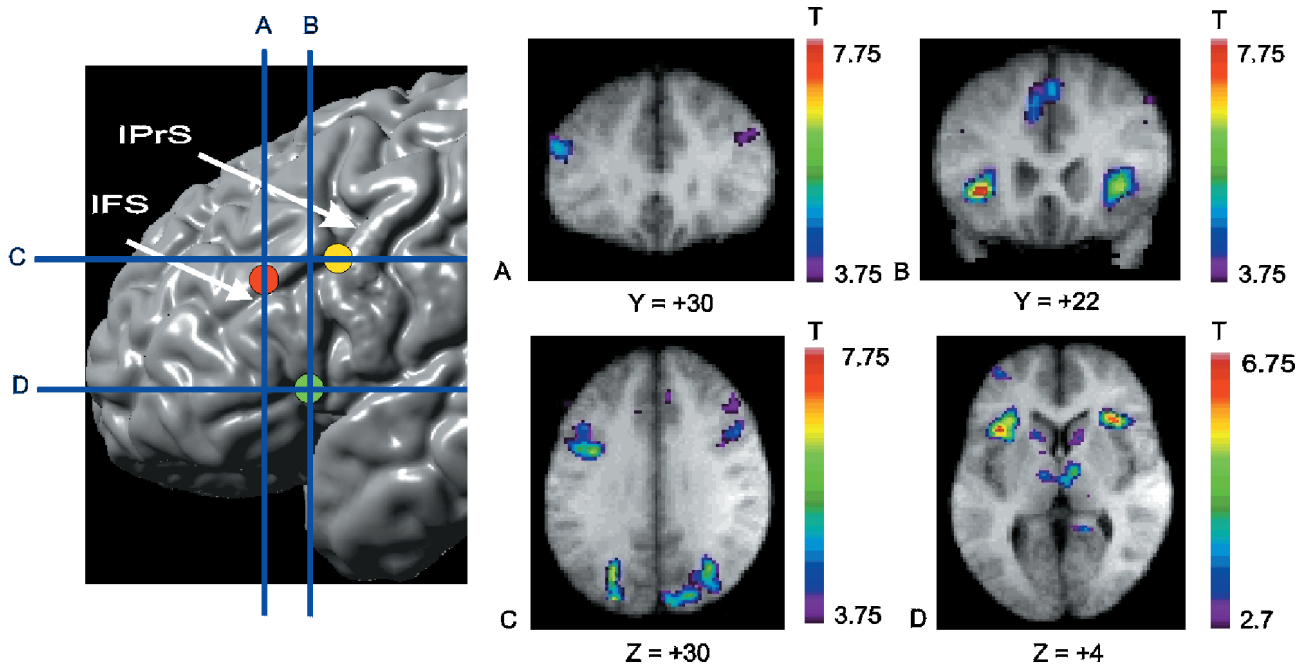 A
B
IPrS
IFS
C
D
T
7.75
3.75
A
Y = +30
T
7.75
3.75
B
Y = +22
T
7.75
3.75
C
Z = +30
T
6.75
2.7
D
Z = +4